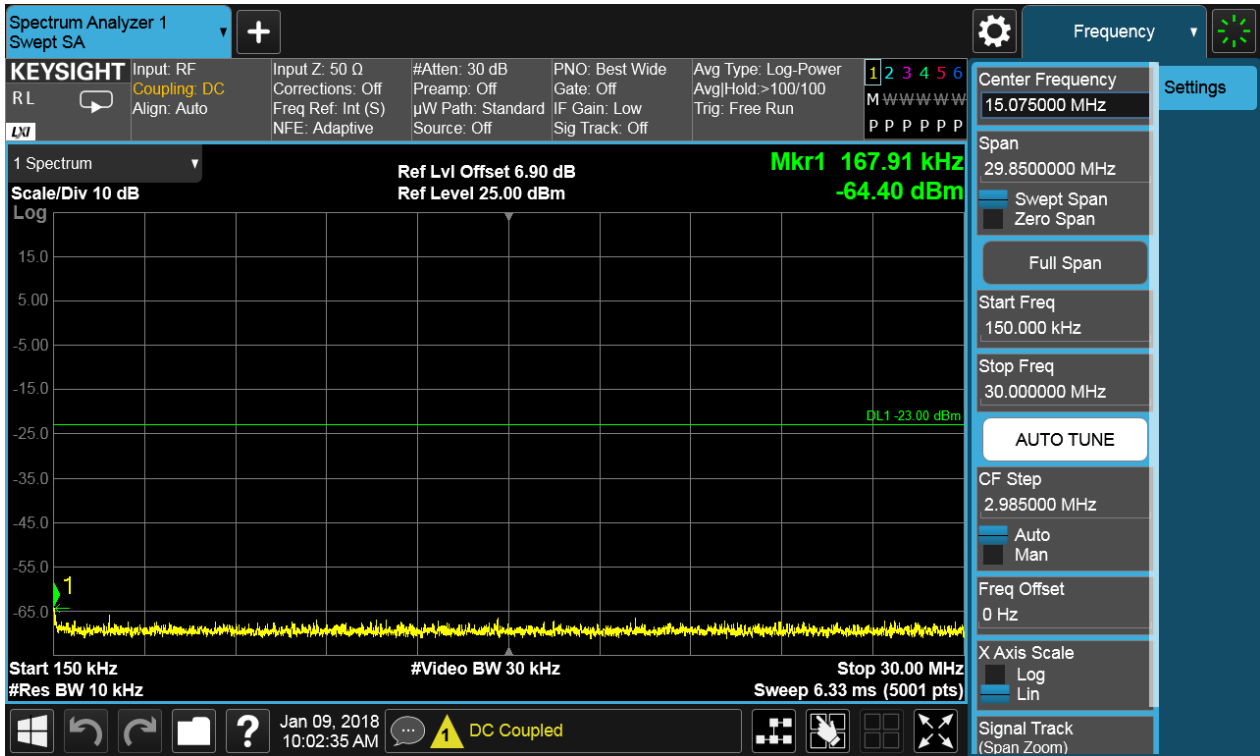 Spectrum Analyzer 1
Swept SA
Frequency
KEYSIGHT
R L
LXI
Input: RF
Coupling: DC
Align: Auto
Input Z: 50 Ω
Corrections: Off
Freq Ref: Int (S)
NFE: Adaptive
#Atten: 30 dB
Preamp: Off
µW Path: Standard
Source: Off
PNO: Best Wide
Gate: Off
IF Gain: Low
Sig Track: Off
Avg Type: Log-Power
Avg|Hold:>100/100
Trig: Free Run
1 2 3 4 5 6
M W W W W W
P P P P P P
1 Spectrum
Scale/Div 10 dB
Ref Lvl Offset 6.90 dB
Ref Level 25.00 dBm
Mkr1 167.91 kHz
-64.40 dBm
Log
15.0
5.00
-5.00
-15.0
DL1 -23.00 dBm
-25.0
-35.0
-45.0
-55.0
1
-65.0
Start 150 kHz
#Video BW 30 kHz
Stop 30.00 MHz
#Res BW 10 kHz
Sweep 6.33 ms (5001 pts)
Center Frequency
15.075000 MHz
Settings
Span
29.8500000 MHz
Swept Span
Zero Span
Full Span
Start Freq
150.000 kHz
Stop Freq
30.000000 MHz
AUTO TUNE
CF Step
2.985000 MHz
Auto
Man
Freq Offset
0 Hz
X Axis Scale
Log
Lin
Signal Track
(Span Zoom)
?
Jan 09, 2018
10:02:35 AM
1
DC Coupled